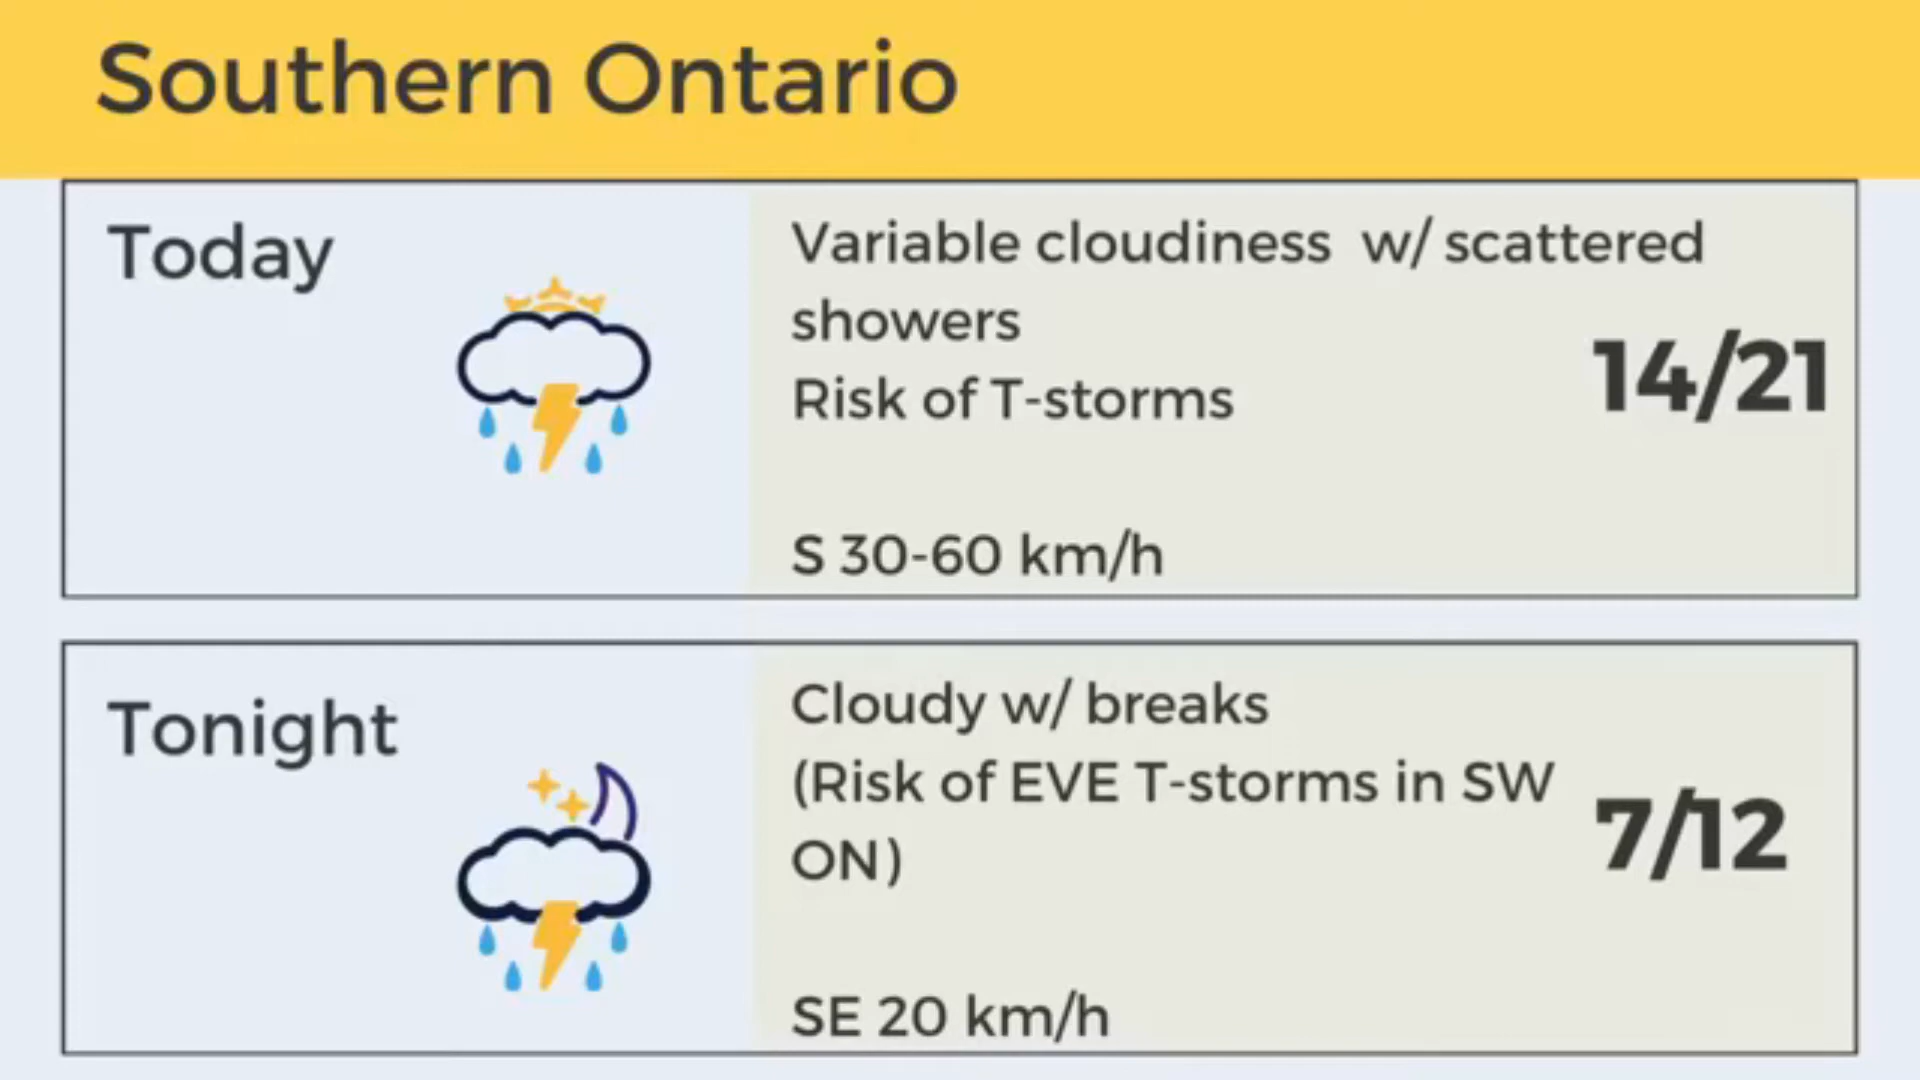 Southern Ontario
Today
Variable cloudiness  w/ scattered
showers
Risk of T-storms
14/21
S 30-60 km/h
Tonight
Cloudy w/ breaks
(Risk of EVE T-storms in SW
ON)
7/12
SE 20 km/h